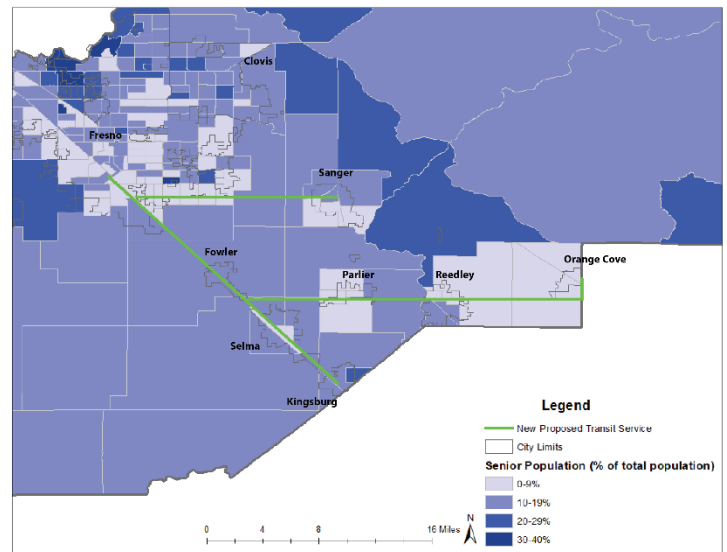 Clovis
Fresno
Sanger
Fowler
Parlier
Reedley
Orange Cove
Selma
Kingsburg
Legend
New Proposed Transit Service
City Limits
Senior Population (% of total population)
0-9%
10-19%
20-29%
30-40%
N
0 4 8 16 Miles